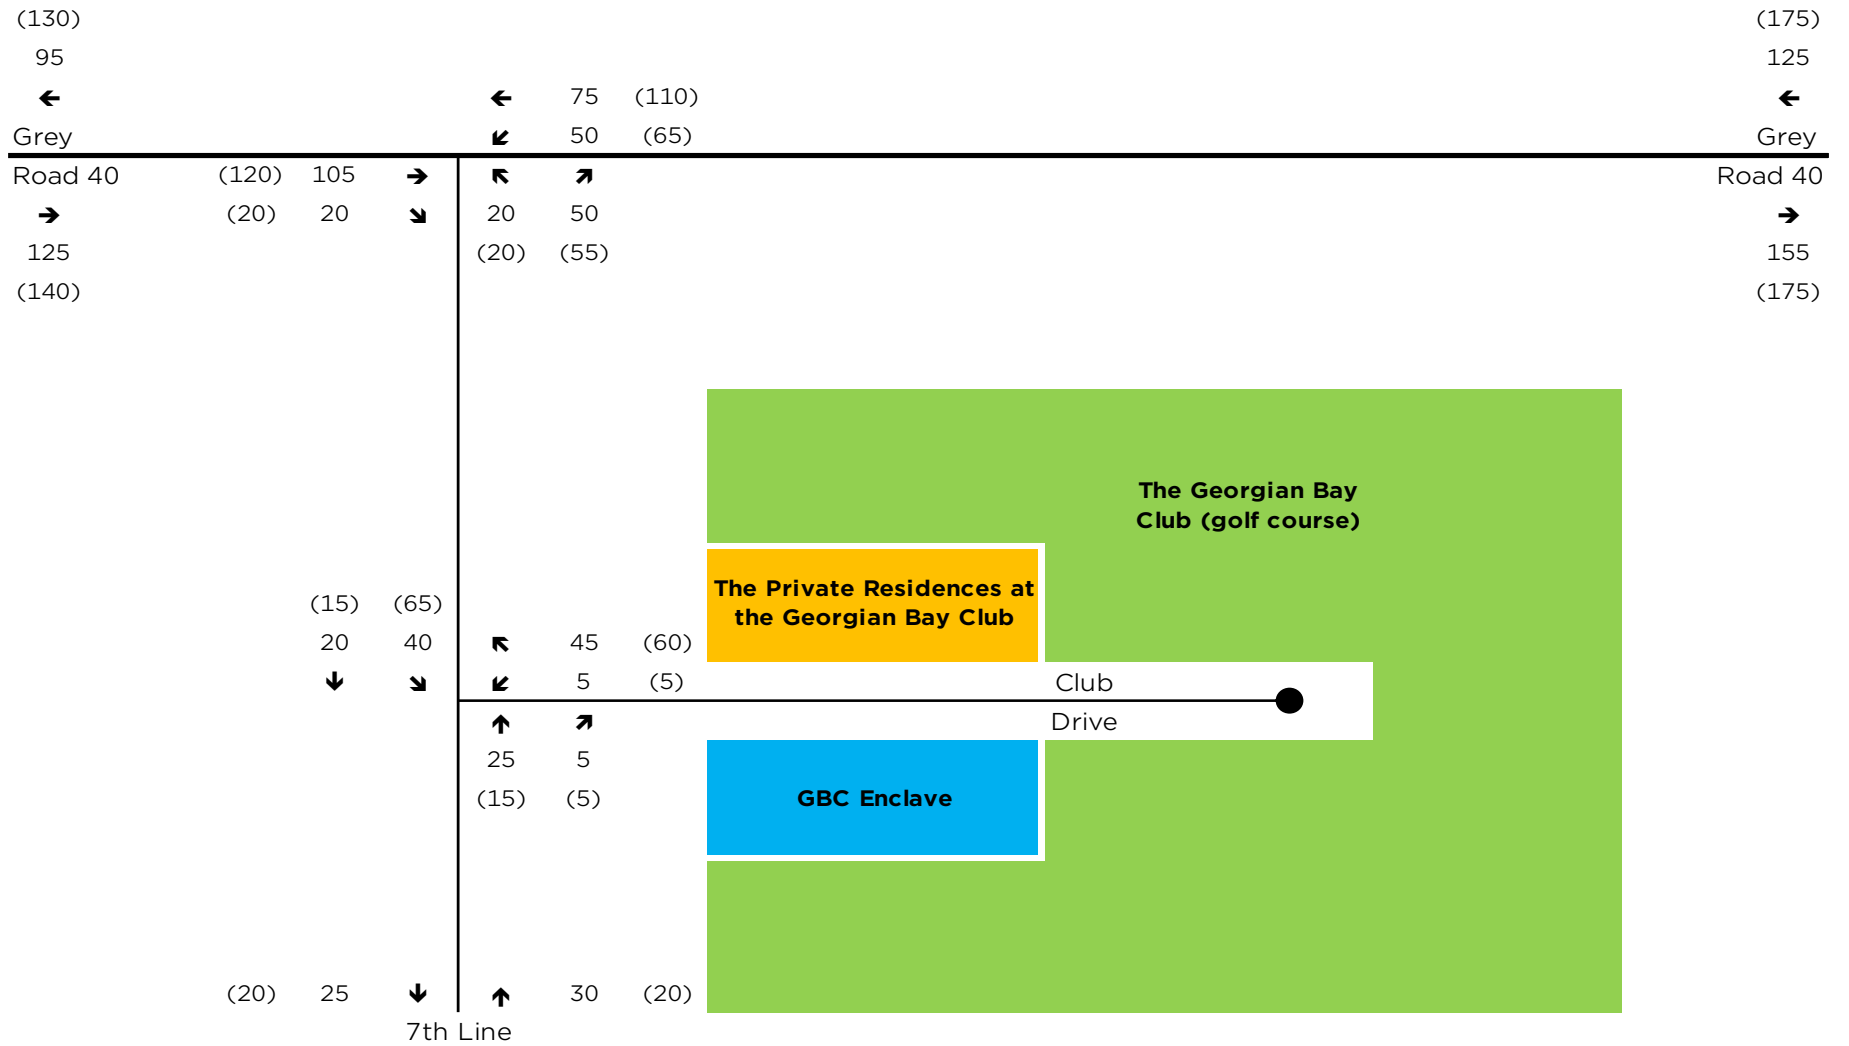 (130) (175)
95 125
← ← 75 (110) ←
Grey ↙ 50 (65) Grey
Road 40 (120) 105 → ↖ ↗ Road 40
→ (20) 20 ↘ 20 50 →
125 (20) (55) 155
(140) (175)
The Georgian Bay
Club (golf course)
The Private Residences at
the Georgian Bay Club
(15) (65)
20 40 ↖ 45 (60)
↓ ↘ ↙ 5 (5) Club
↑ ↗ Drive
25 5
(15) (5) GBC Enclave
(20) 25 ↓ ↑ 30 (20)
7th Line